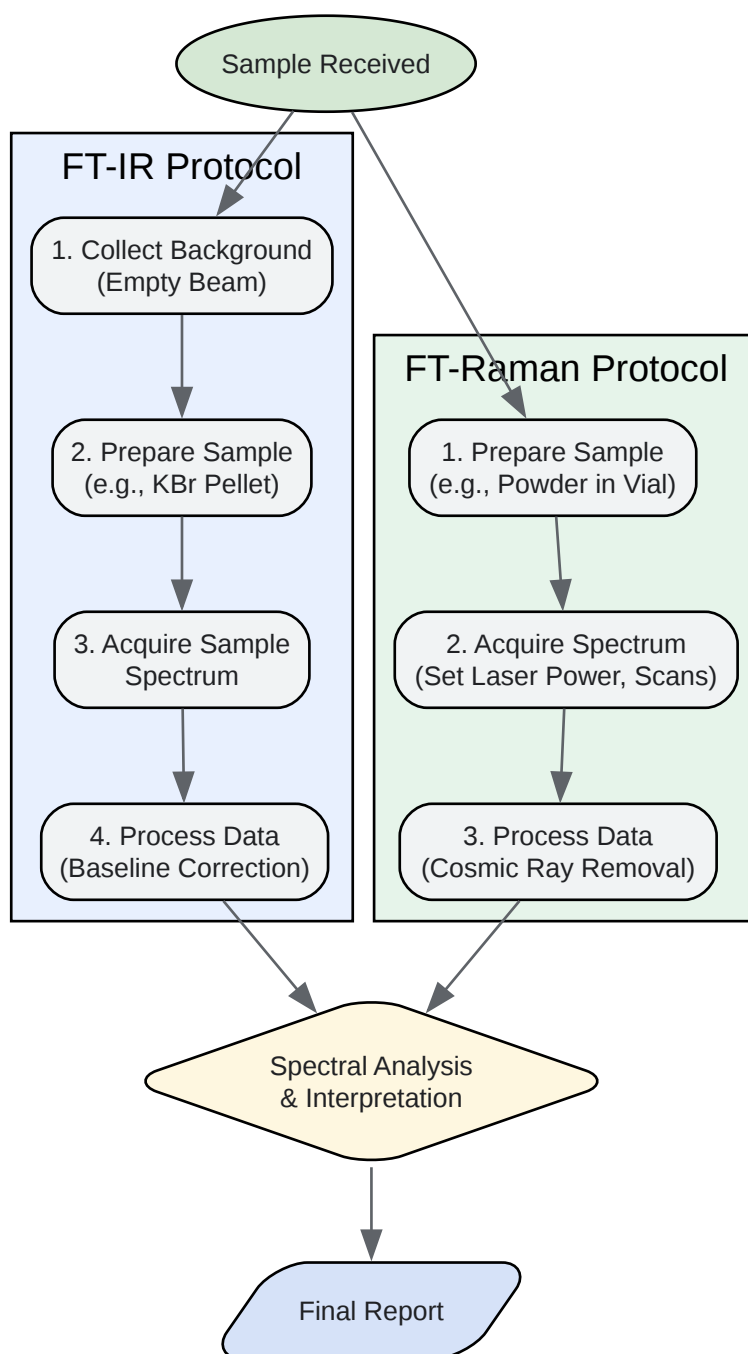 Sample Received
FT-IR Protocol
1. Collect Background
(Empty Beam)
2. Prepare Sample
(e.g., KBr Pellet)
3. Acquire Sample
Spectrum
4. Process Data
(Baseline Correction)
FT-Raman Protocol
1. Prepare Sample
(e.g., Powder in Vial)
2. Acquire Spectrum
(Set Laser Power, Scans)
3. Process Data
(Cosmic Ray Removal)
Spectral Analysis
& Interpretation
Final Report